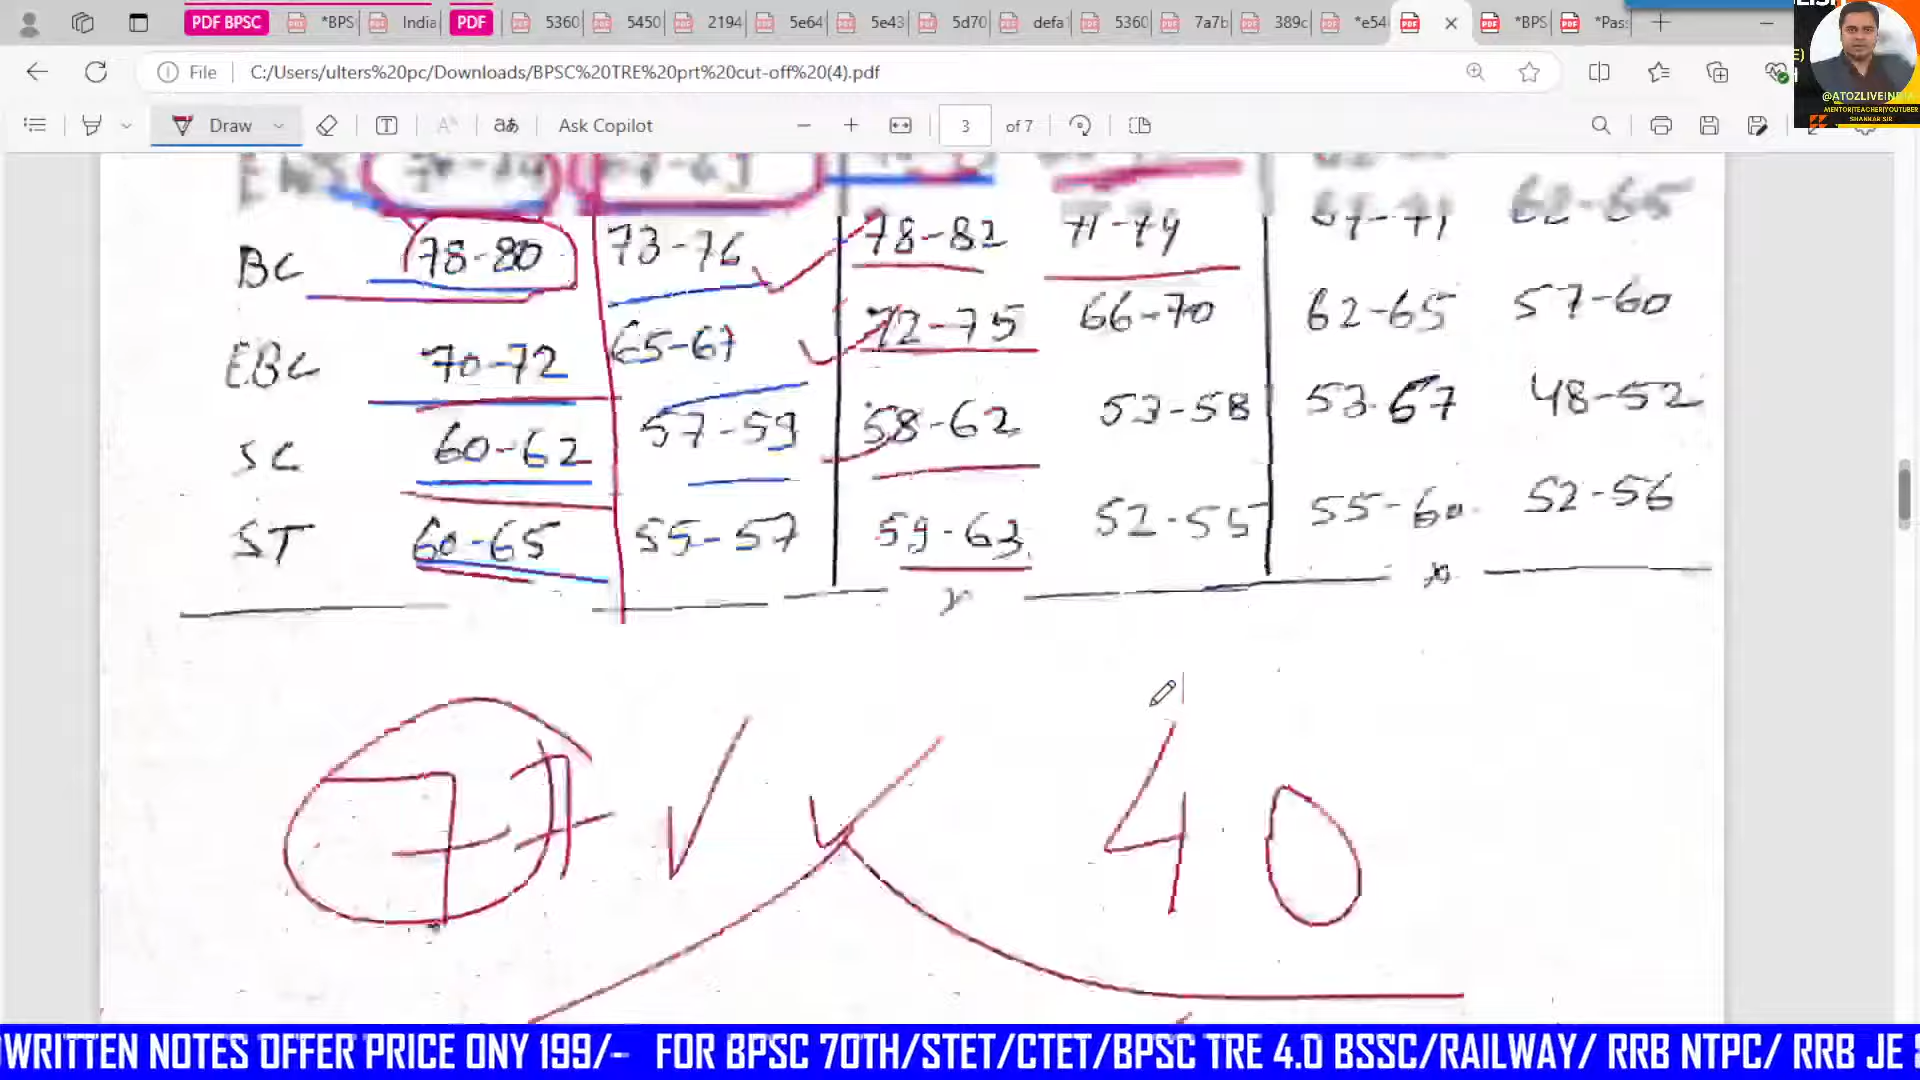 PDF BPSC *BPS India PDF 5360 5450 2194 5e64 5e43 5d70 defa 5360 7a7b 389c *e54 *BPS *Pas
File C:/Users/ulters%20pc/Downloads/BPSC%20TRE%20prt%20cut-off%20(4).pdf
@ATOZLIVEINDIA
MENTOR|TEACHER|YOUTUBER
SHANKAR SIR
Draw Ask Copilot 3 of 7
67-71 62-65
BC 78-80 73-76 78-82 71-74
EBC 70-72 65-67 72-75 66-70 62-65 57-60
SC 60-62 57-59 58-62 53-58 53-57 48-52
ST 60-65 55-57 59-63 52-55 55-60 52-56
77 40
WRITTEN NOTES OFFER PRICE ONY 199/- FOR BPSC 70TH/STET/CTET/BPSC TRE 4.0 BSSC/RAILWAY/ RRB NTPC/ RRB JE